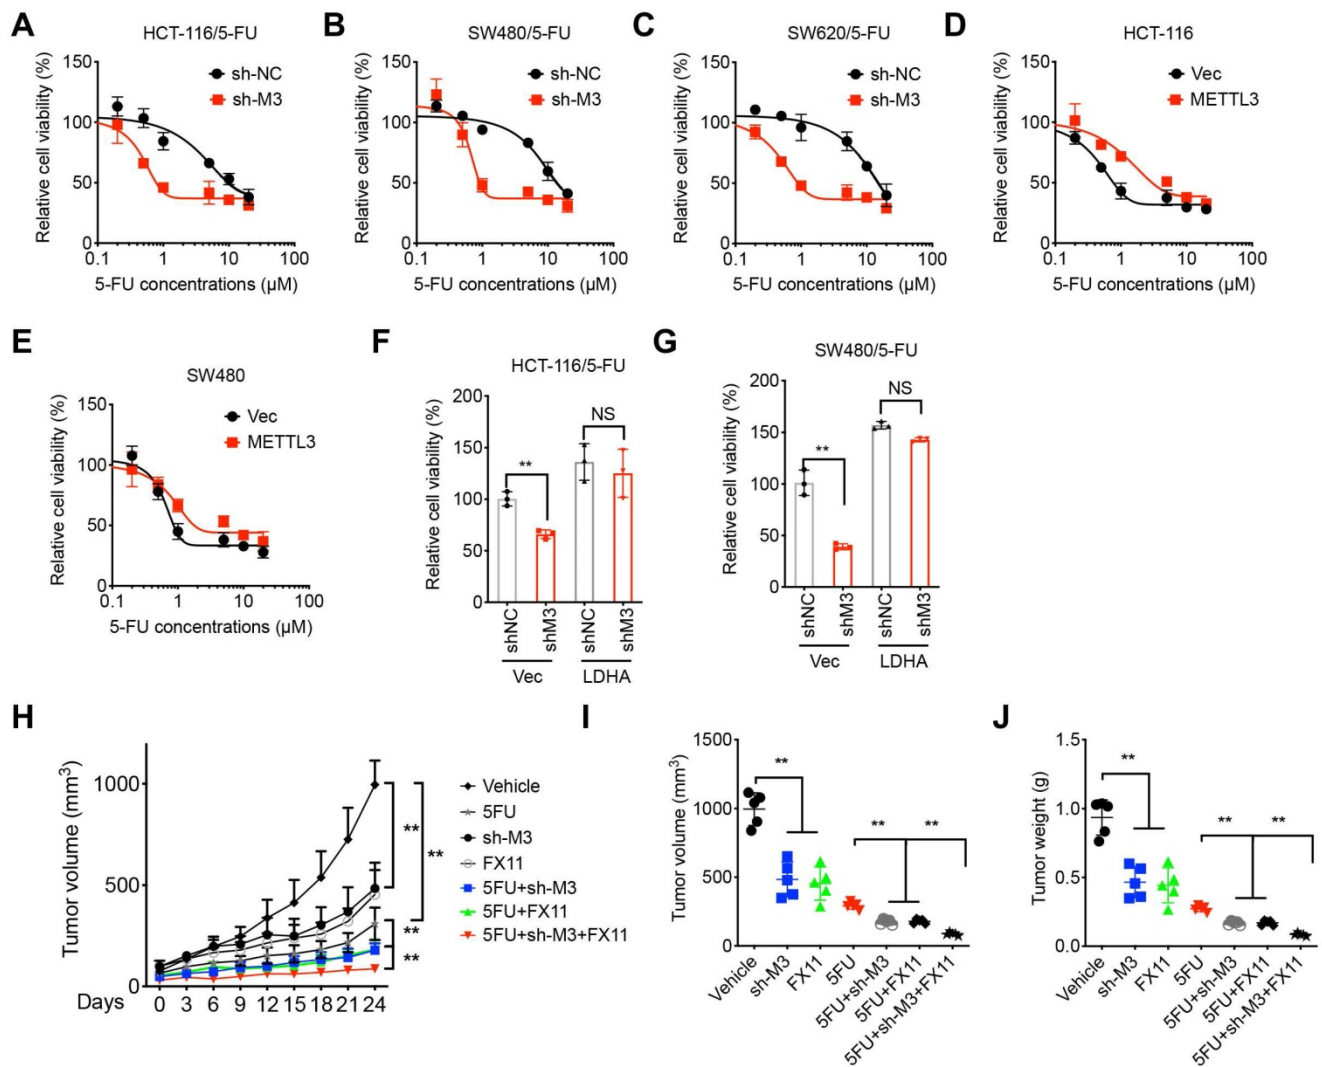 A
HCT-116/5-FU
Relative cell viability (%)
150
100
50
0
0.1
1
10
100
sh-NC
sh-M3
5-FU concentrations (µM)
B
SW480/5-FU
Relative cell viability (%)
150
100
50
0
0.1
1
10
100
sh-NC
sh-M3
5-FU concentrations (µM)
C
SW620/5-FU
Relative cell viability (%)
150
100
50
0
0.1
1
10
100
sh-NC
sh-M3
5-FU concentrations (µM)
D
HCT-116
Relative cell viability (%)
150
100
50
0
0.1
1
10
100
Vec
METTL3
5-FU concentrations (µM)
E
SW480
Relative cell viability (%)
150
100
50
0
0.1
1
10
100
Vec
METTL3
5-FU concentrations (µM)
F
HCT-116/5-FU
Relative cell viability (%)
200
150
100
50
0
**
NS
shNC
shM3
shNC
shM3
Vec
LDHA
G
SW480/5-FU
Relative cell viability (%)
200
150
100
50
0
**
NS
shNC
shM3
shNC
shM3
Vec
LDHA
H
Tumor volume (mm3)
1000
500
0
Days
0 3 6 9 12 15 18 21 24
**
**
**
**
Vehicle
5FU
sh-M3
FX11
5FU+sh-M3
5FU+FX11
5FU+sh-M3+FX11
I
Tumor volume (mm3)
1500
1000
500
0
**
**
**
Vehicle
sh-M3
FX11
5FU
5FU+sh-M3
5FU+FX11
5FU+sh-M3+FX11
J
Tumor weight (g)
1.5
1.0
0.5
0.0
**
**
**
Vehicle
sh-M3
FX11
5FU
5FU+sh-M3
5FU+FX11
5FU+sh-M3+FX11